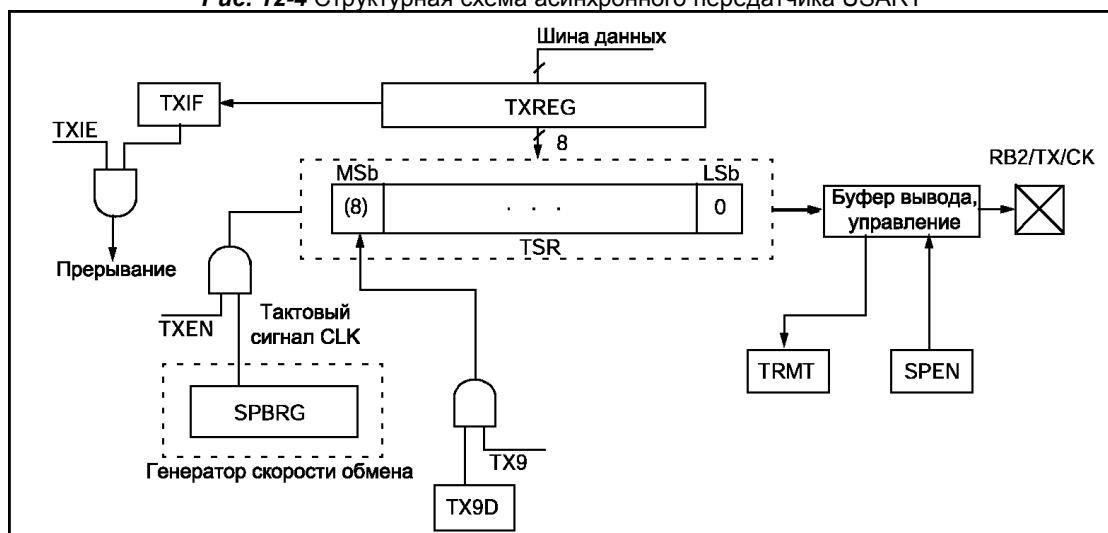 Рис. 12-4 Структурная схема асинхронного передатчика USART
Шина данных
TXIF
TXREG
TXIE
8
MSb
LSb
RB2/TX/CK
(8)
. . .
0
Буфер вывода,
управление
TSR
Прерывание
TXEN
Тактовый
сигнал CLK
TRMT
SPEN
SPBRG
TX9
Генератор скорости обмена
TX9D